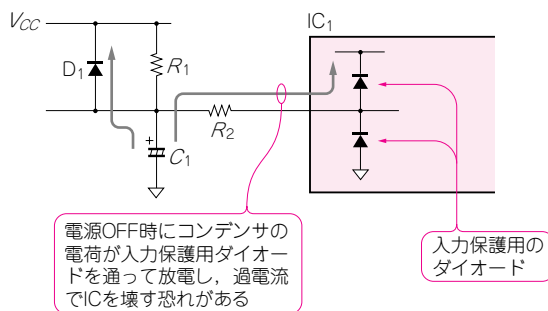 VCC
IC1
D1
R1
R2
+
C1
電源OFF時にコンデンサの
電荷が入力保護用ダイオー
ドを通って放電し，過電流
でICを壊す恐れがある
入力保護用の
ダイオード